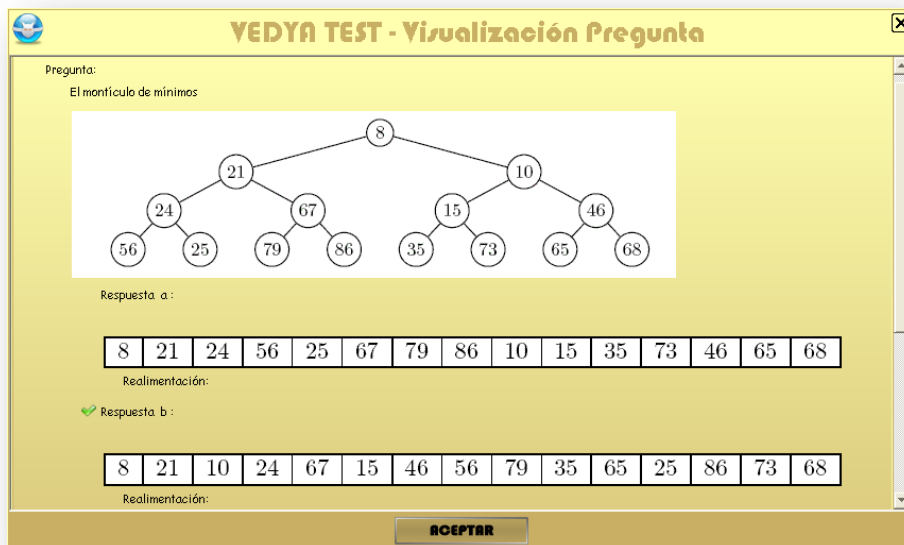 VEDYA TEST - Visualización Pregunta
Pregunta:
El montículo de mínimos
8
21 10
24 67 15 46
56 25 79 86 35 73 65 68
Respuesta a :
8 21 24 56 25 67 79 86 10 15 35 73 46 65 68
Realimentación:
Respuesta b :
8 21 10 24 67 15 46 56 79 35 65 25 86 73 68
Realimentación:
ACEPTAR